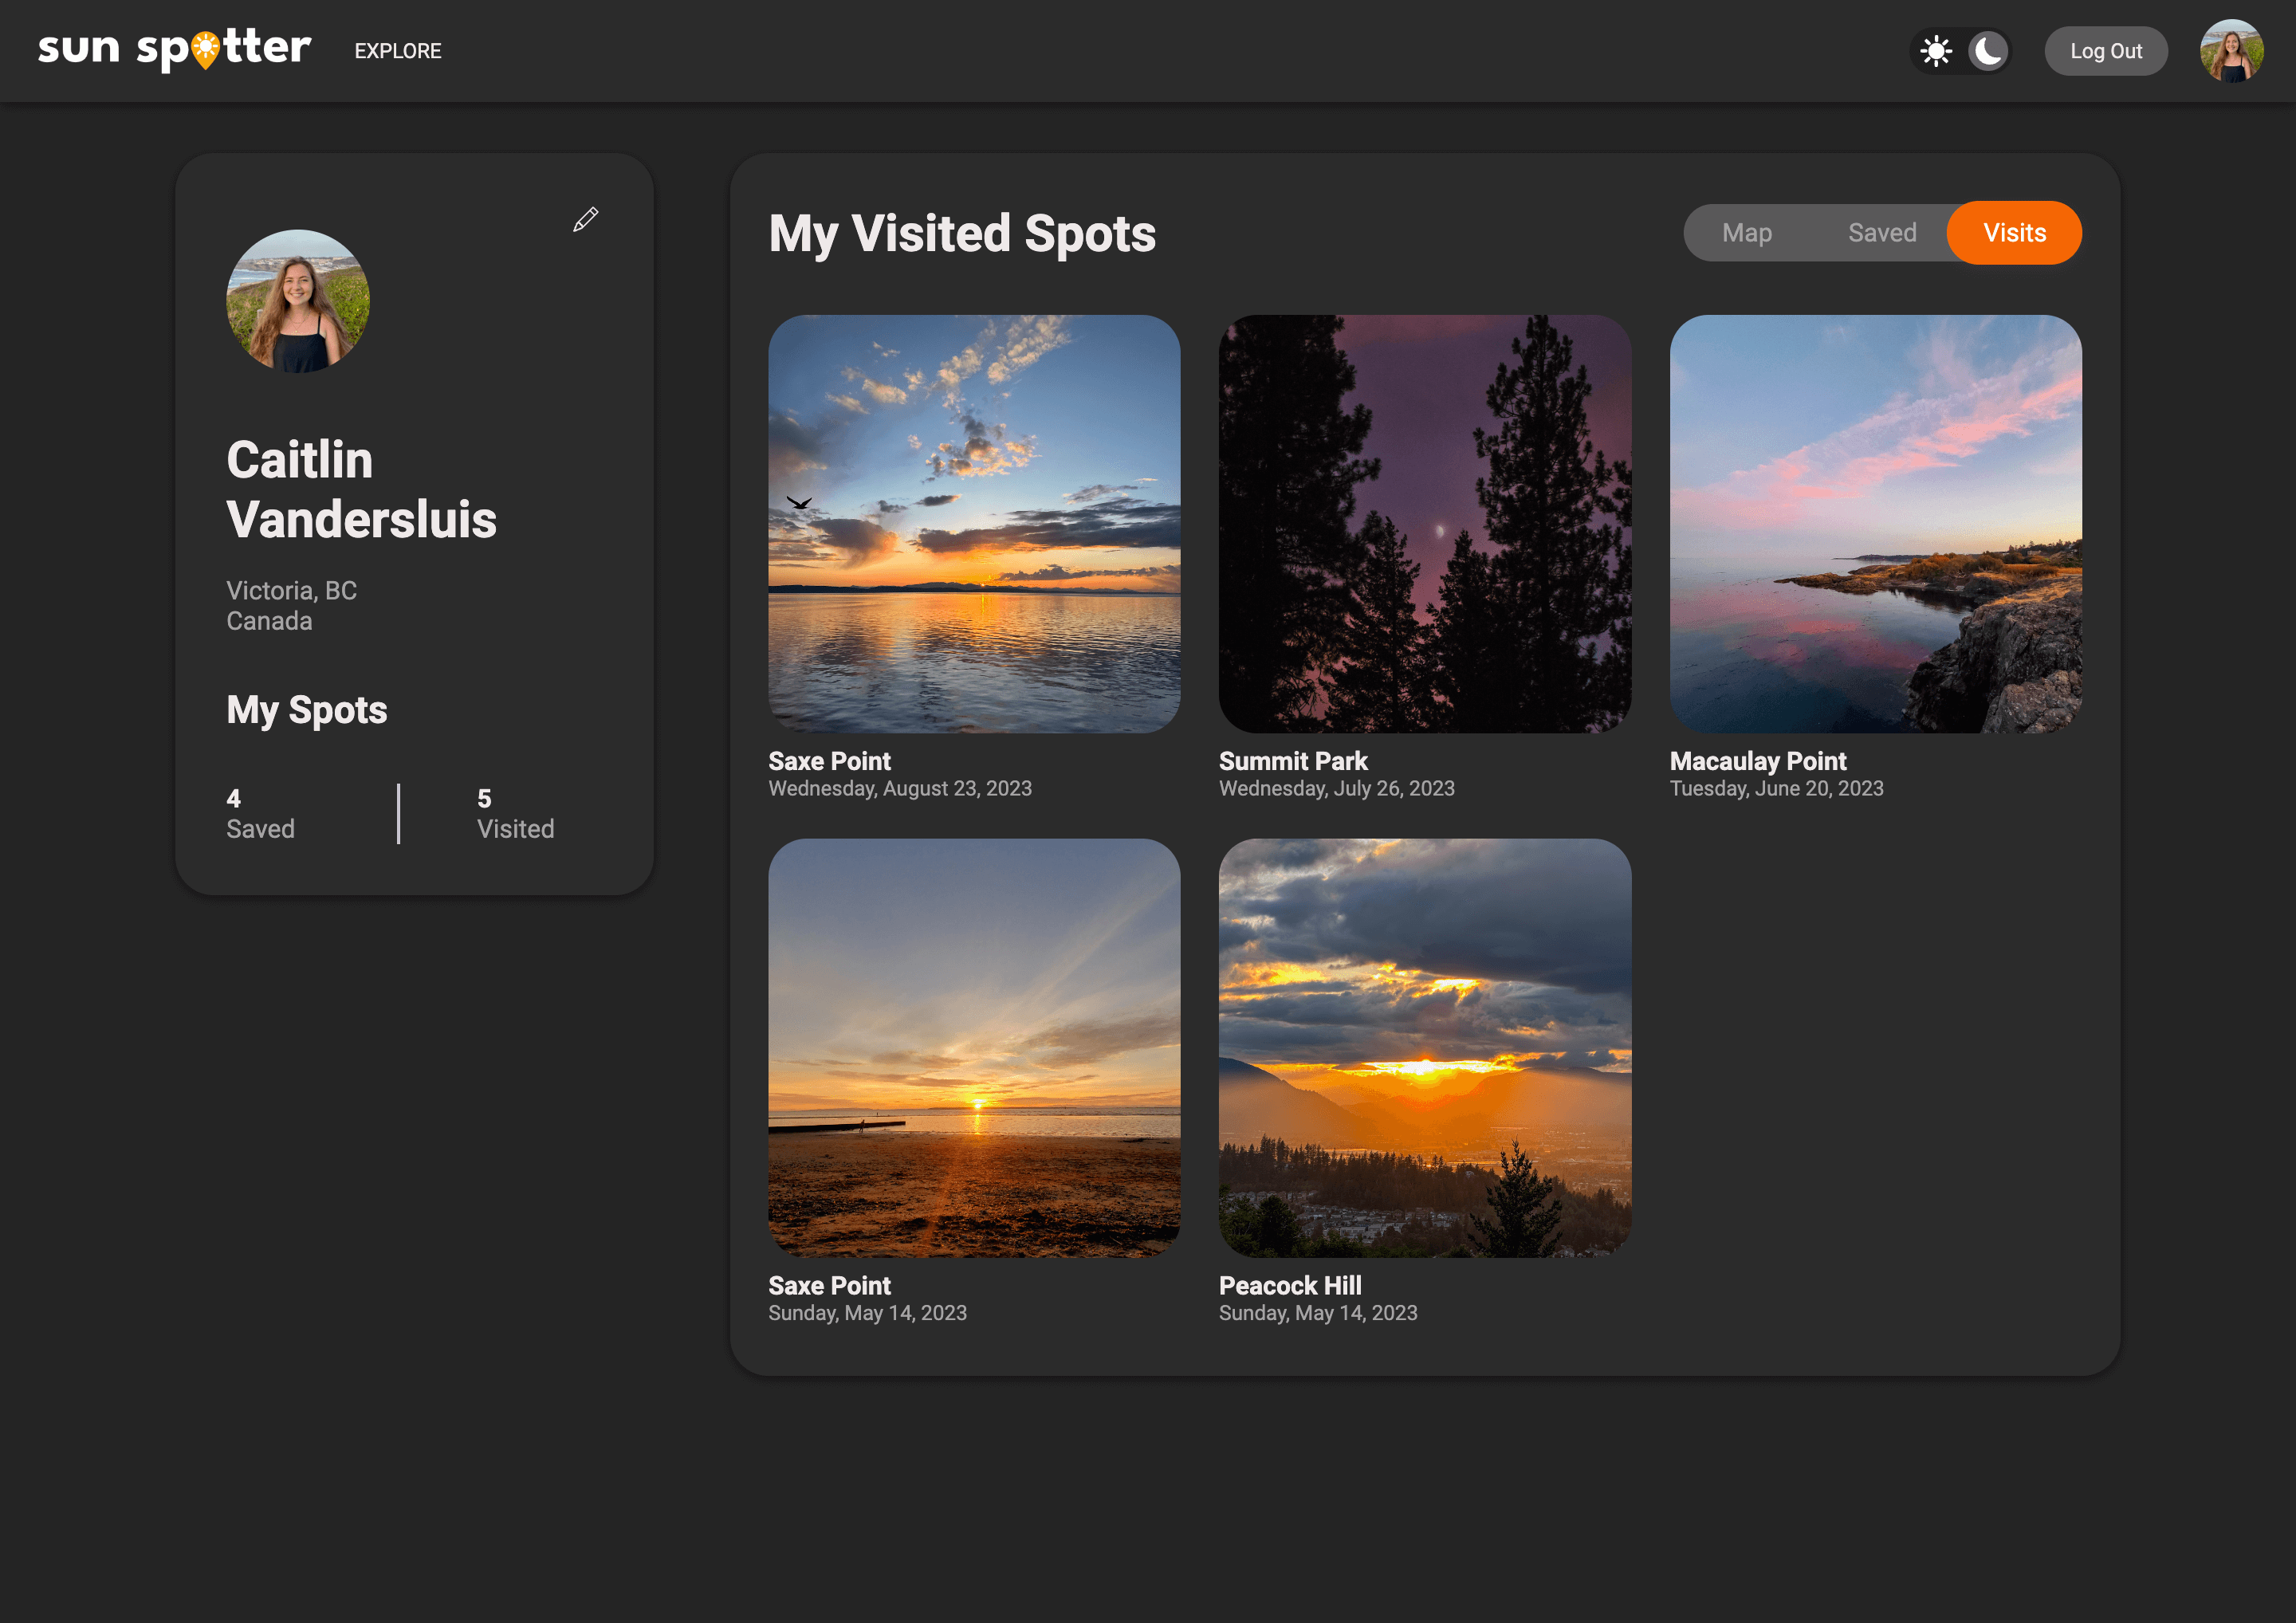 sun spotter
EXPLORE
Log Out
Caitlin
Vandersluis
Victoria, BC
Canada
My Spots
4
Saved
5
Visited
My Visited Spots
Map
Saved
Visits
Saxe Point
Wednesday, August 23, 2023
Summit Park
Wednesday, July 26, 2023
Macaulay Point
Tuesday, June 20, 2023
Saxe Point
Sunday, May 14, 2023
Peacock Hill
Sunday, May 14, 2023